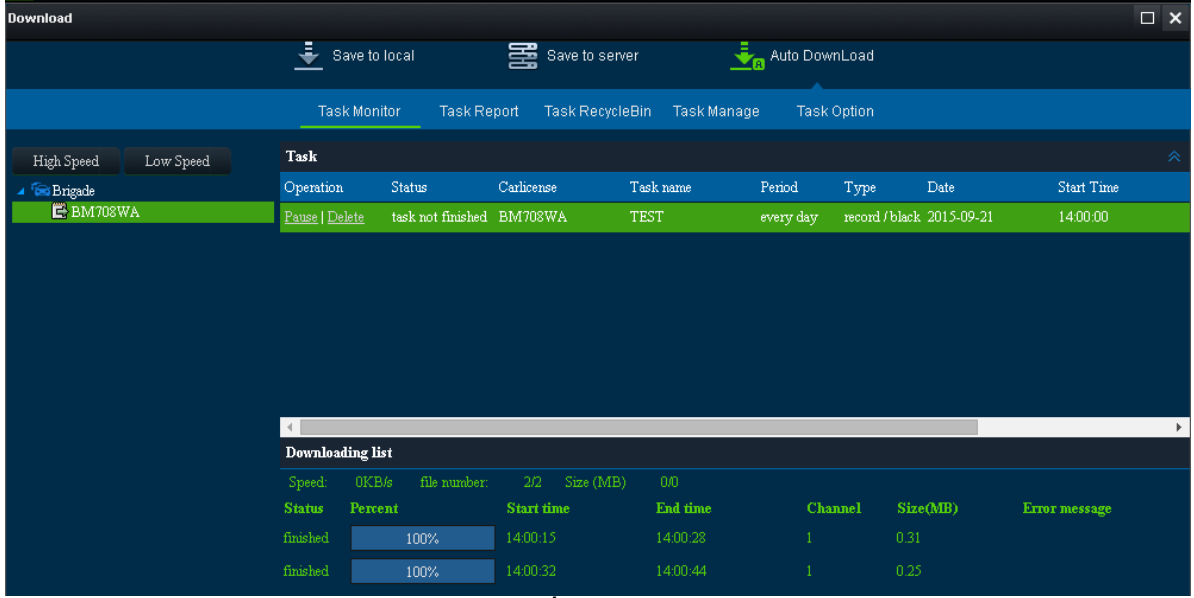 Download
Save to local Save to server Auto DownLoad
Task Monitor Task Report Task RecycleBin Task Manage Task Option
High Speed Low Speed
Brigade
BM708WA
Task
Operation Status Carlicense Task name Period Type Date Start Time
Pause | Delete task not finished BM708WA TEST every day record / black 2015-09-21 14:00:00
Downloading list
Speed: 0KB/s file number: 2/2 Size (MB) 0/0
Status Percent Start time End time Channel Size(MB) Error message
finished 100% 14:00:15 14:00:28 1 0.31
finished 100% 14:00:32 14:00:44 1 0.25